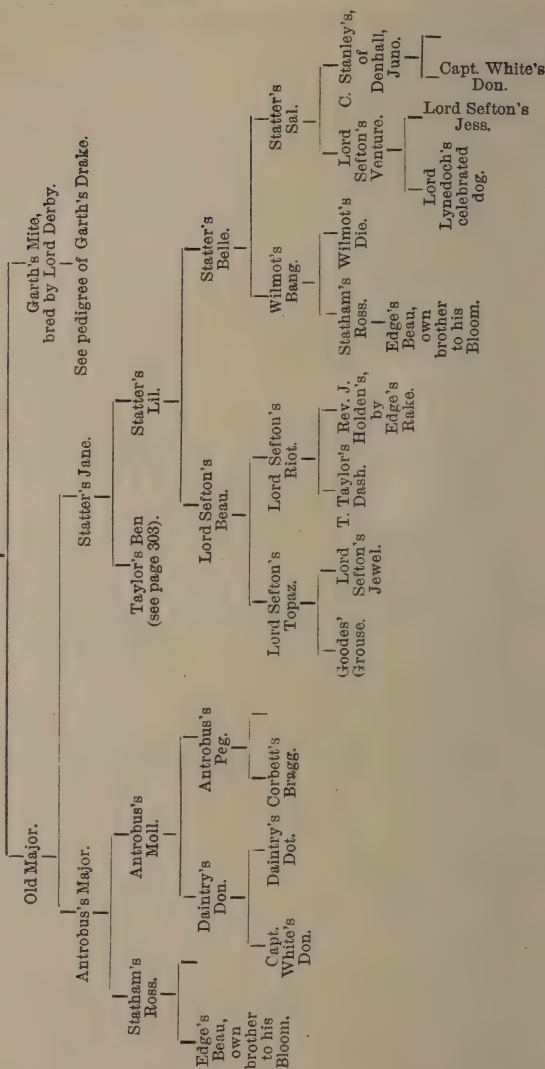 Old Major.
Garth's Mite,
bred by Lord Derby.
See pedigree of Garth's Drake.
Antrobus's Major.
Statter's Jane.
Statham's
Ross.
Antrobus's
Moll.
Taylor's Ben
(see page 303).
Statter's
Lil.
Edge's
Beau,
own
brother
to his
Bloom.
Daintry's
Don.
Antrobus's
Peg.
Lord Sefton's
Beau.
Statter's
Belle.
Capt.
White's
Don.
Daintry's
Dot.
Corbett's
Bragg.
Lord Sefton's
Topaz.
Lord Sefton's
Riot.
Wilmot's
Bang.
Statter's
Sal.
Goodes'
Grouse.
Lord
Sefton's
Jewel.
T. Taylor's
Dash.
Rev. J.
Holden's,
by
Edge's
Rake.
Statham's
Ross.
Wilmot's
Die.
Lord
Sefton's
Venture.
C. Stanley's,
of
Denhall,
Juno.
Edge's
Beau,
own
brother
to his
Bloom.
Lord
Lynedoch's
celebrated
dog.
Lord Sefton's
Jess.
Capt. White's
Don.